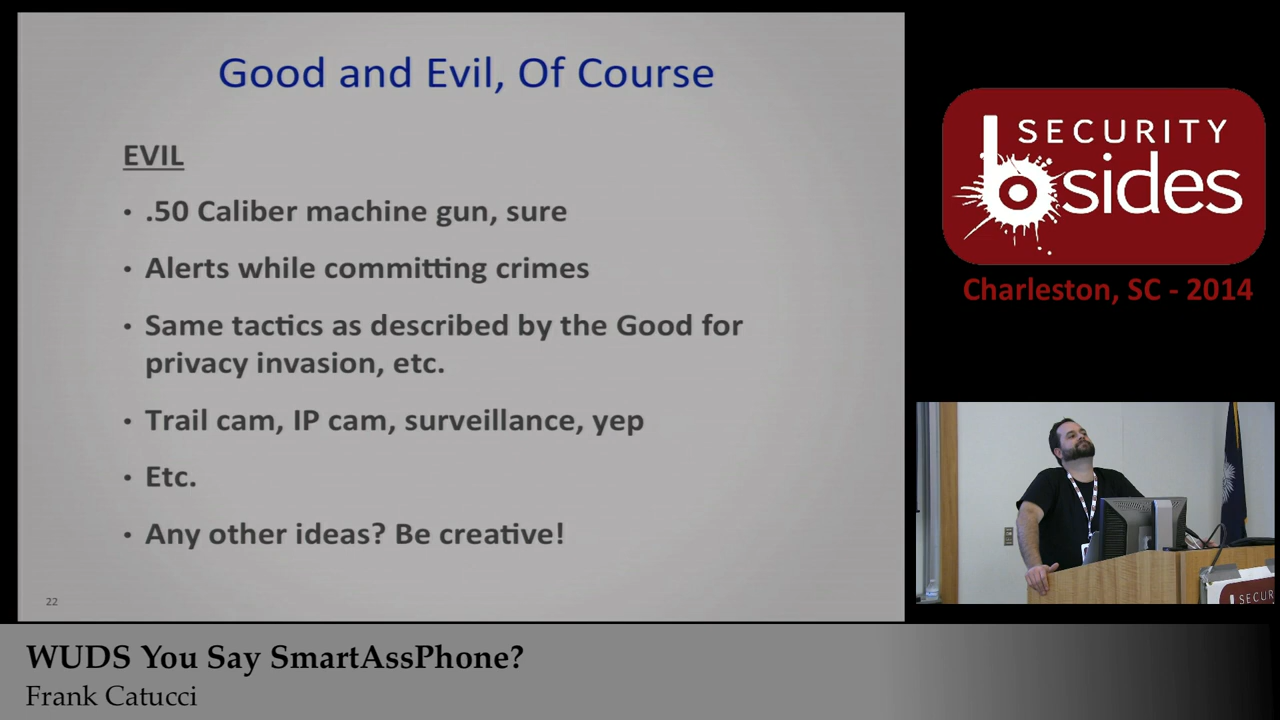 Good and Evil, Of Course
EVIL
• .50 Caliber machine gun, sure
• Alerts while committing crimes
• Same tactics as described by the Good for
privacy invasion, etc.
• Trail cam, IP cam, surveillance, yep
• Etc.
• Any other ideas? Be creative!
22
SECURITY
bsides
Charleston, SC - 2014
SECUR
WUDS You Say SmartAssPhone?
Frank Catucci